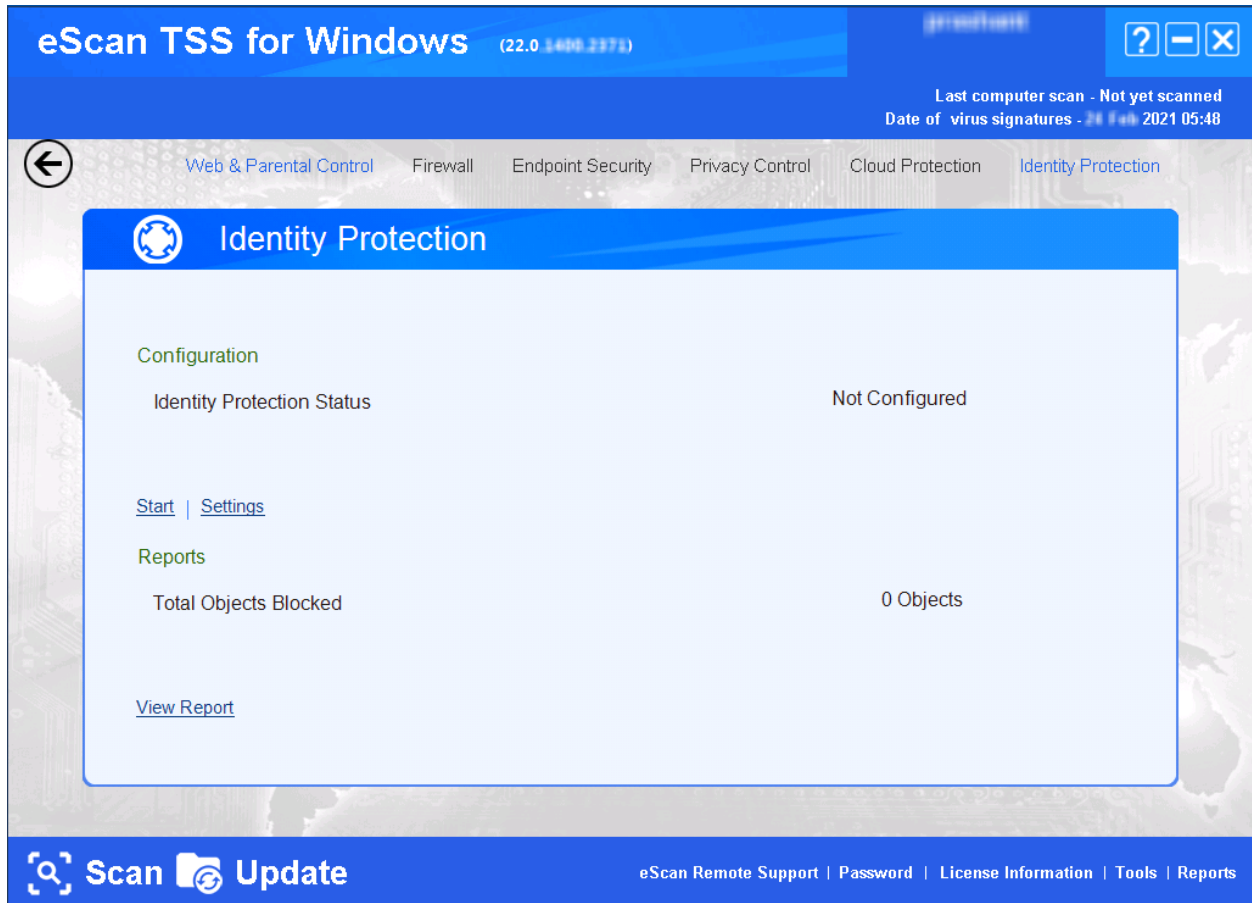 eScan TSS for Windows (22.0
Last computer scan - Not yet scanned
Date of virus signatures - 2021 05:48
Web & Parental Control Firewall Endpoint Security Privacy Control Cloud Protection Identity Protection
Identity Protection
Configuration
Identity Protection Status Not Configured
Start | Settings
Reports
Total Objects Blocked 0 Objects
View Report
Scan Update eScan Remote Support | Password | License Information | Tools | Reports